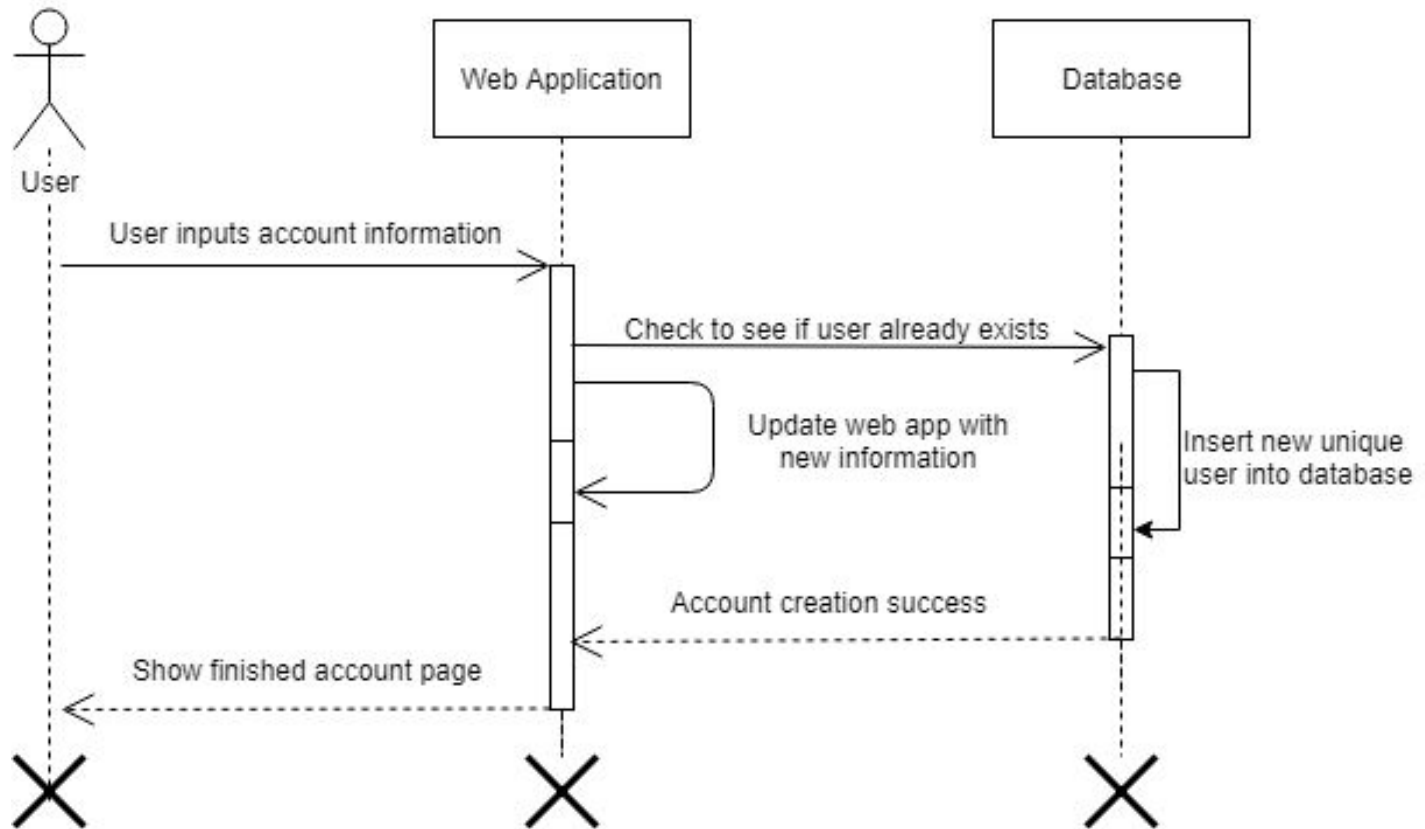 Web Application
Database
User
User inputs account information
Check to see if user already exists
Update web app with
new information
Insert new unique
user into database
Account creation success
Show finished account page